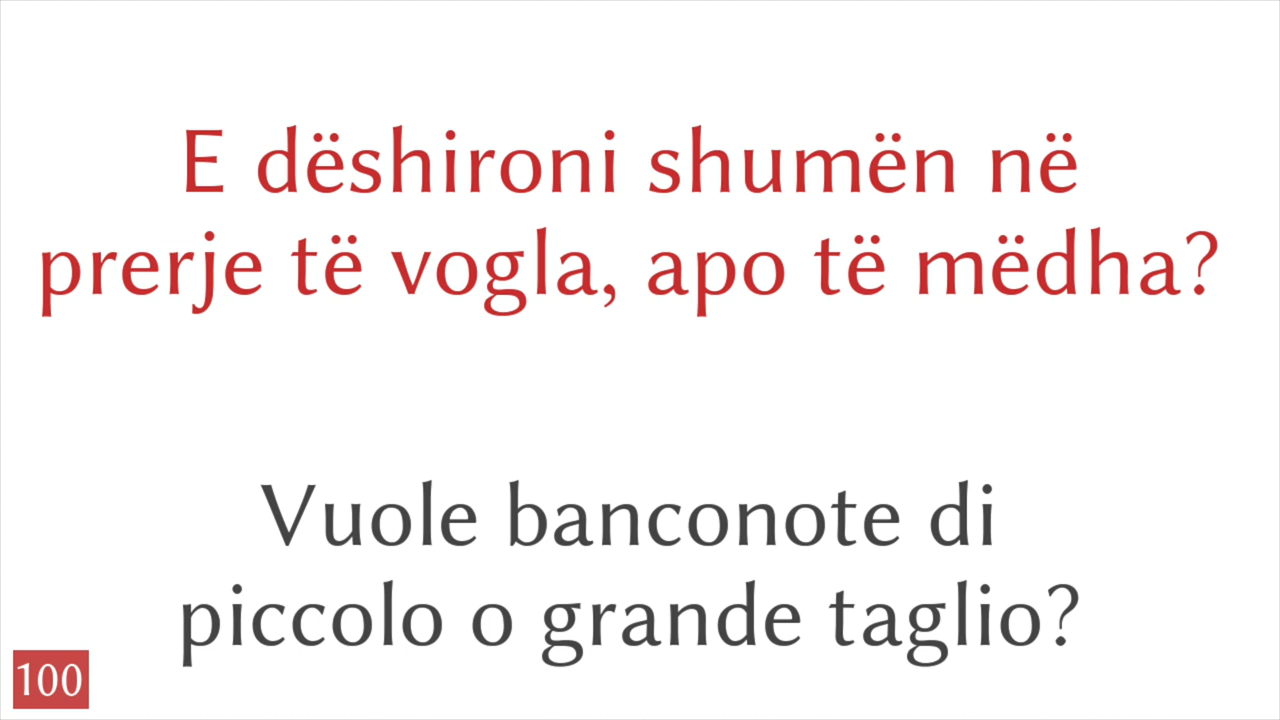 E dëshironi shumën në
prerje të vogla, apo të mëdha?
Vuole banconote di
piccolo o grande taglio?
100